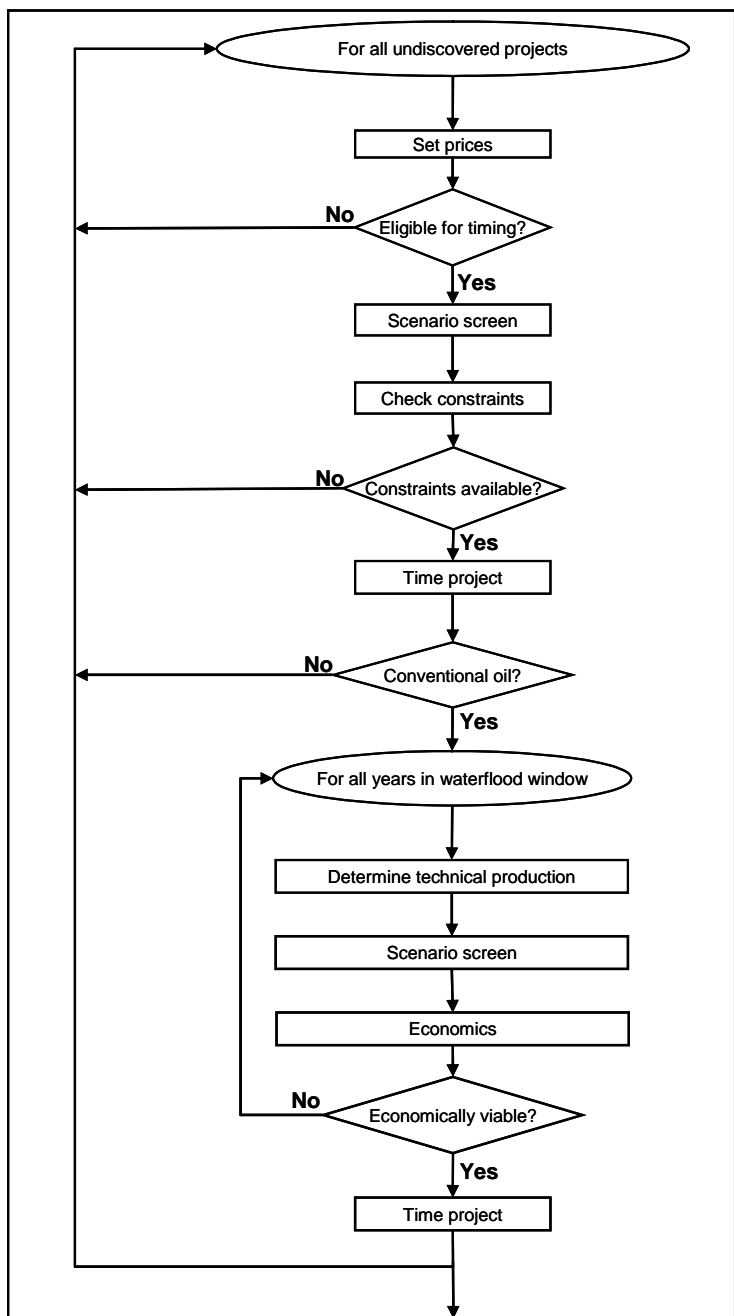 For all undiscovered projects
Set prices
No
Eligible for timing?
Yes
Scenario screen
Check constraints
No
Constraints available?
Yes
Time project
No
Conventional oil?
Yes
For all years in waterflood window
Determine technical production
Scenario screen
Economics
No
Economically viable?
Yes
Time project